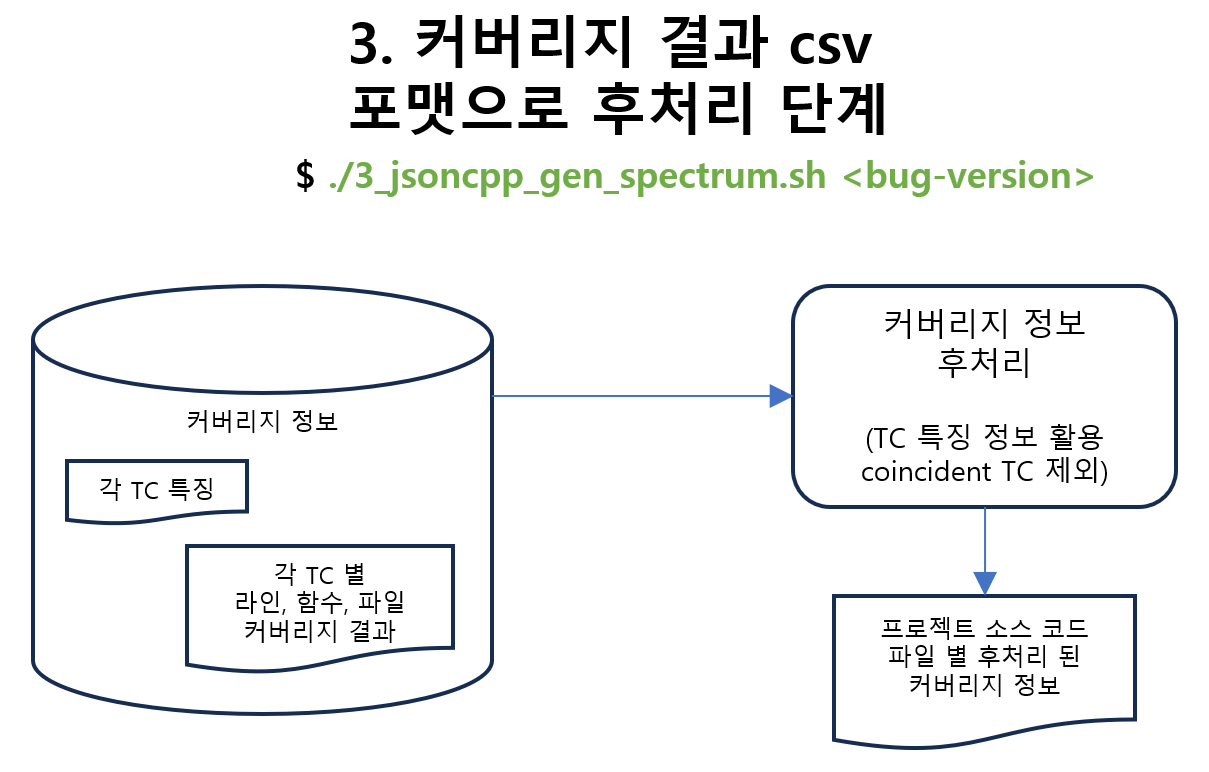 3. 커버리지 결과 csv
포맷으로 후처리 단계
$ ./3_jsoncpp_gen_spectrum.sh <bug-version>
커버리지 정보
각 TC 특징
각 TC 별
라인, 함수, 파일
커버리지 결과
커버리지 정보
후처리
(TC 특징 정보 활용
coincident TC 제외)
프로젝트 소스 코드
파일 별 후처리 된
커버리지 정보